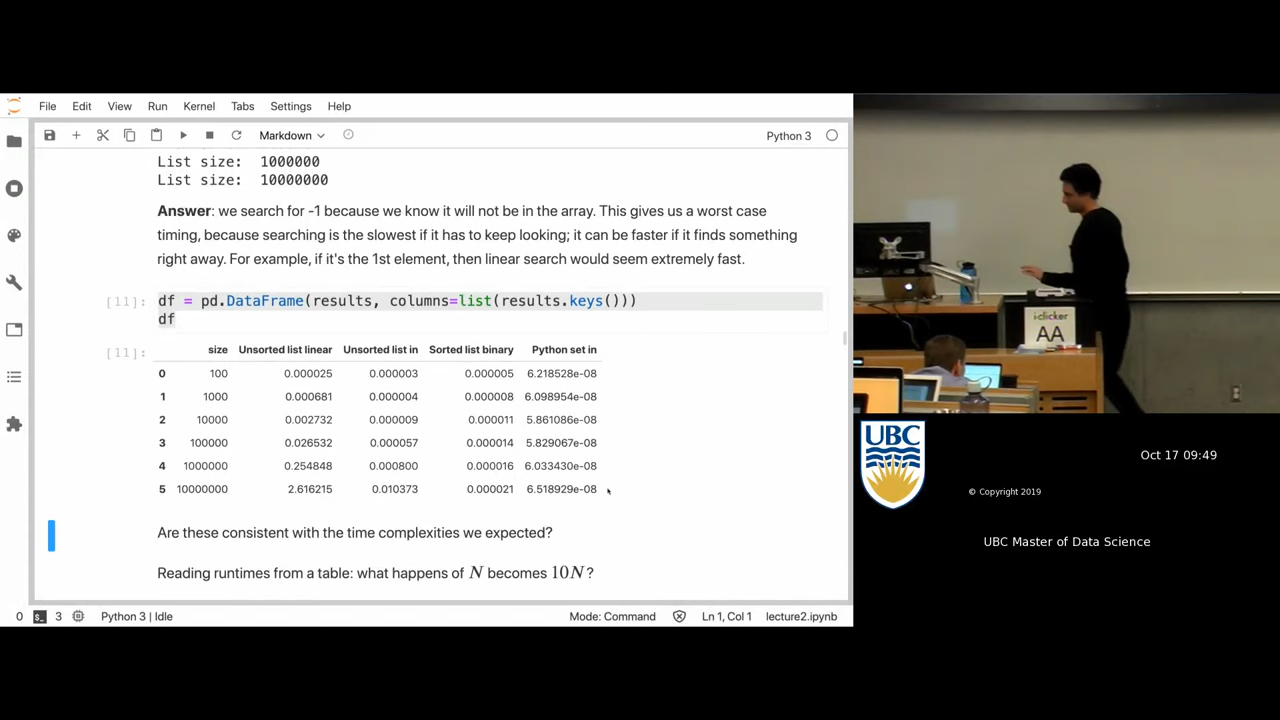 File Edit View Run Kernel Tabs Settings Help
Markdown Python 3
List size: 1000000
List size: 10000000
Answer: we search for -1 because we know it will not be in the array. This gives us a worst case
timing, because searching is the slowest if it has to keep looking; it can be faster if it finds something
right away. For example, if it's the 1st element, then linear search would seem extremely fast.
[11]: df = pd.DataFrame(results, columns=list(results.keys()))
df
[11]: size Unsorted list linear Unsorted list in Sorted list binary Python set in
0 100 0.000025 0.000003 0.000005 6.218528e-08
1 1000 0.000681 0.000004 0.000008 6.098954e-08
2 10000 0.002732 0.000009 0.000011 5.861086e-08
3 100000 0.026532 0.000057 0.000014 5.829067e-08
4 1000000 0.254848 0.000800 0.000016 6.033430e-08
5 10000000 2.616215 0.010373 0.000021 6.518929e-08
Are these consistent with the time complexities we expected?
Reading runtimes from a table: what happens of N becomes 10N?
0 $_ 3 Python 3 | Idle Mode: Command Ln 1, Col 1 lecture2.ipynb
i-clicker
AA
UBC
Oct 17 09:49
© Copyright 2019
UBC Master of Data Science